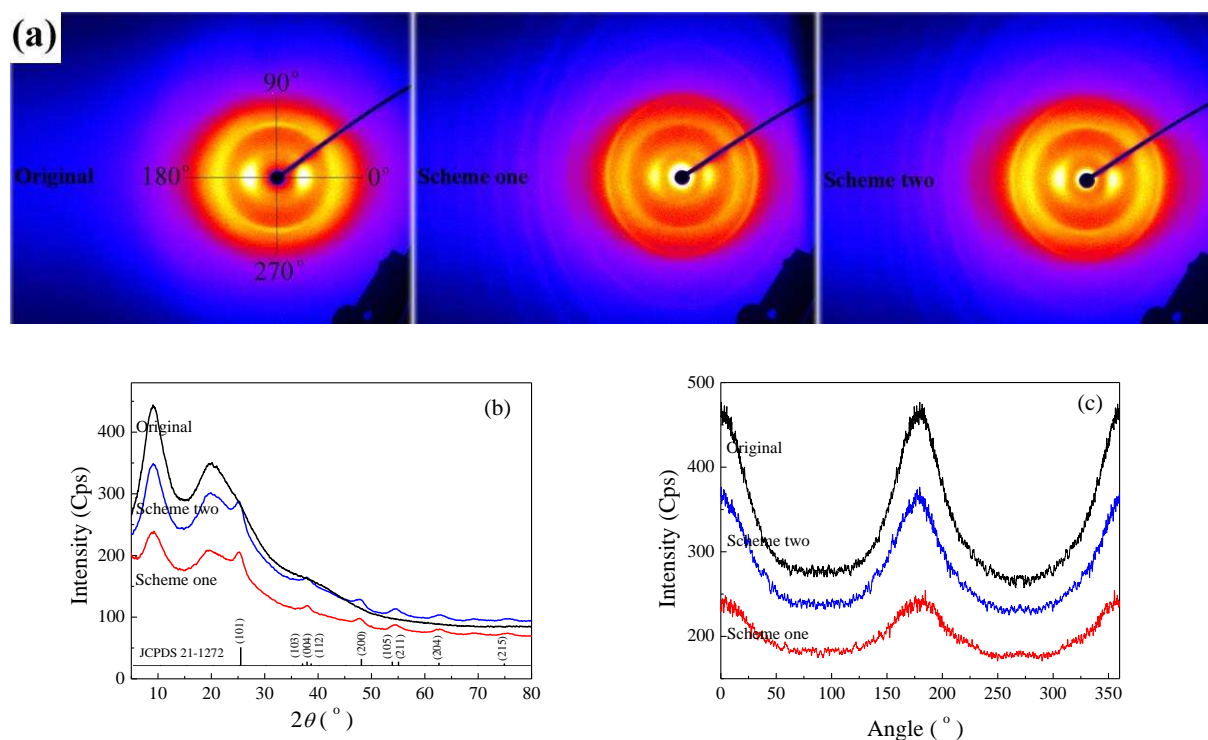 (a)
90°
Original
180°
0°
270°
Scheme one
Scheme two
(b)
Original
Scheme two
Scheme one
(101)
(103)
(004)
(112)
(200)
(105)
(211)
(204)
(215)
JCPDS 21-1272
400
300
200
100
0
Intensity (Cps)
10 20 30 40 50 60 70 80
2θ ( ° )
(c)
Original
Scheme two
Scheme one
500
400
300
200
Intensity (Cps)
0 50 100 150 200 250 300 350
Angle ( ° )